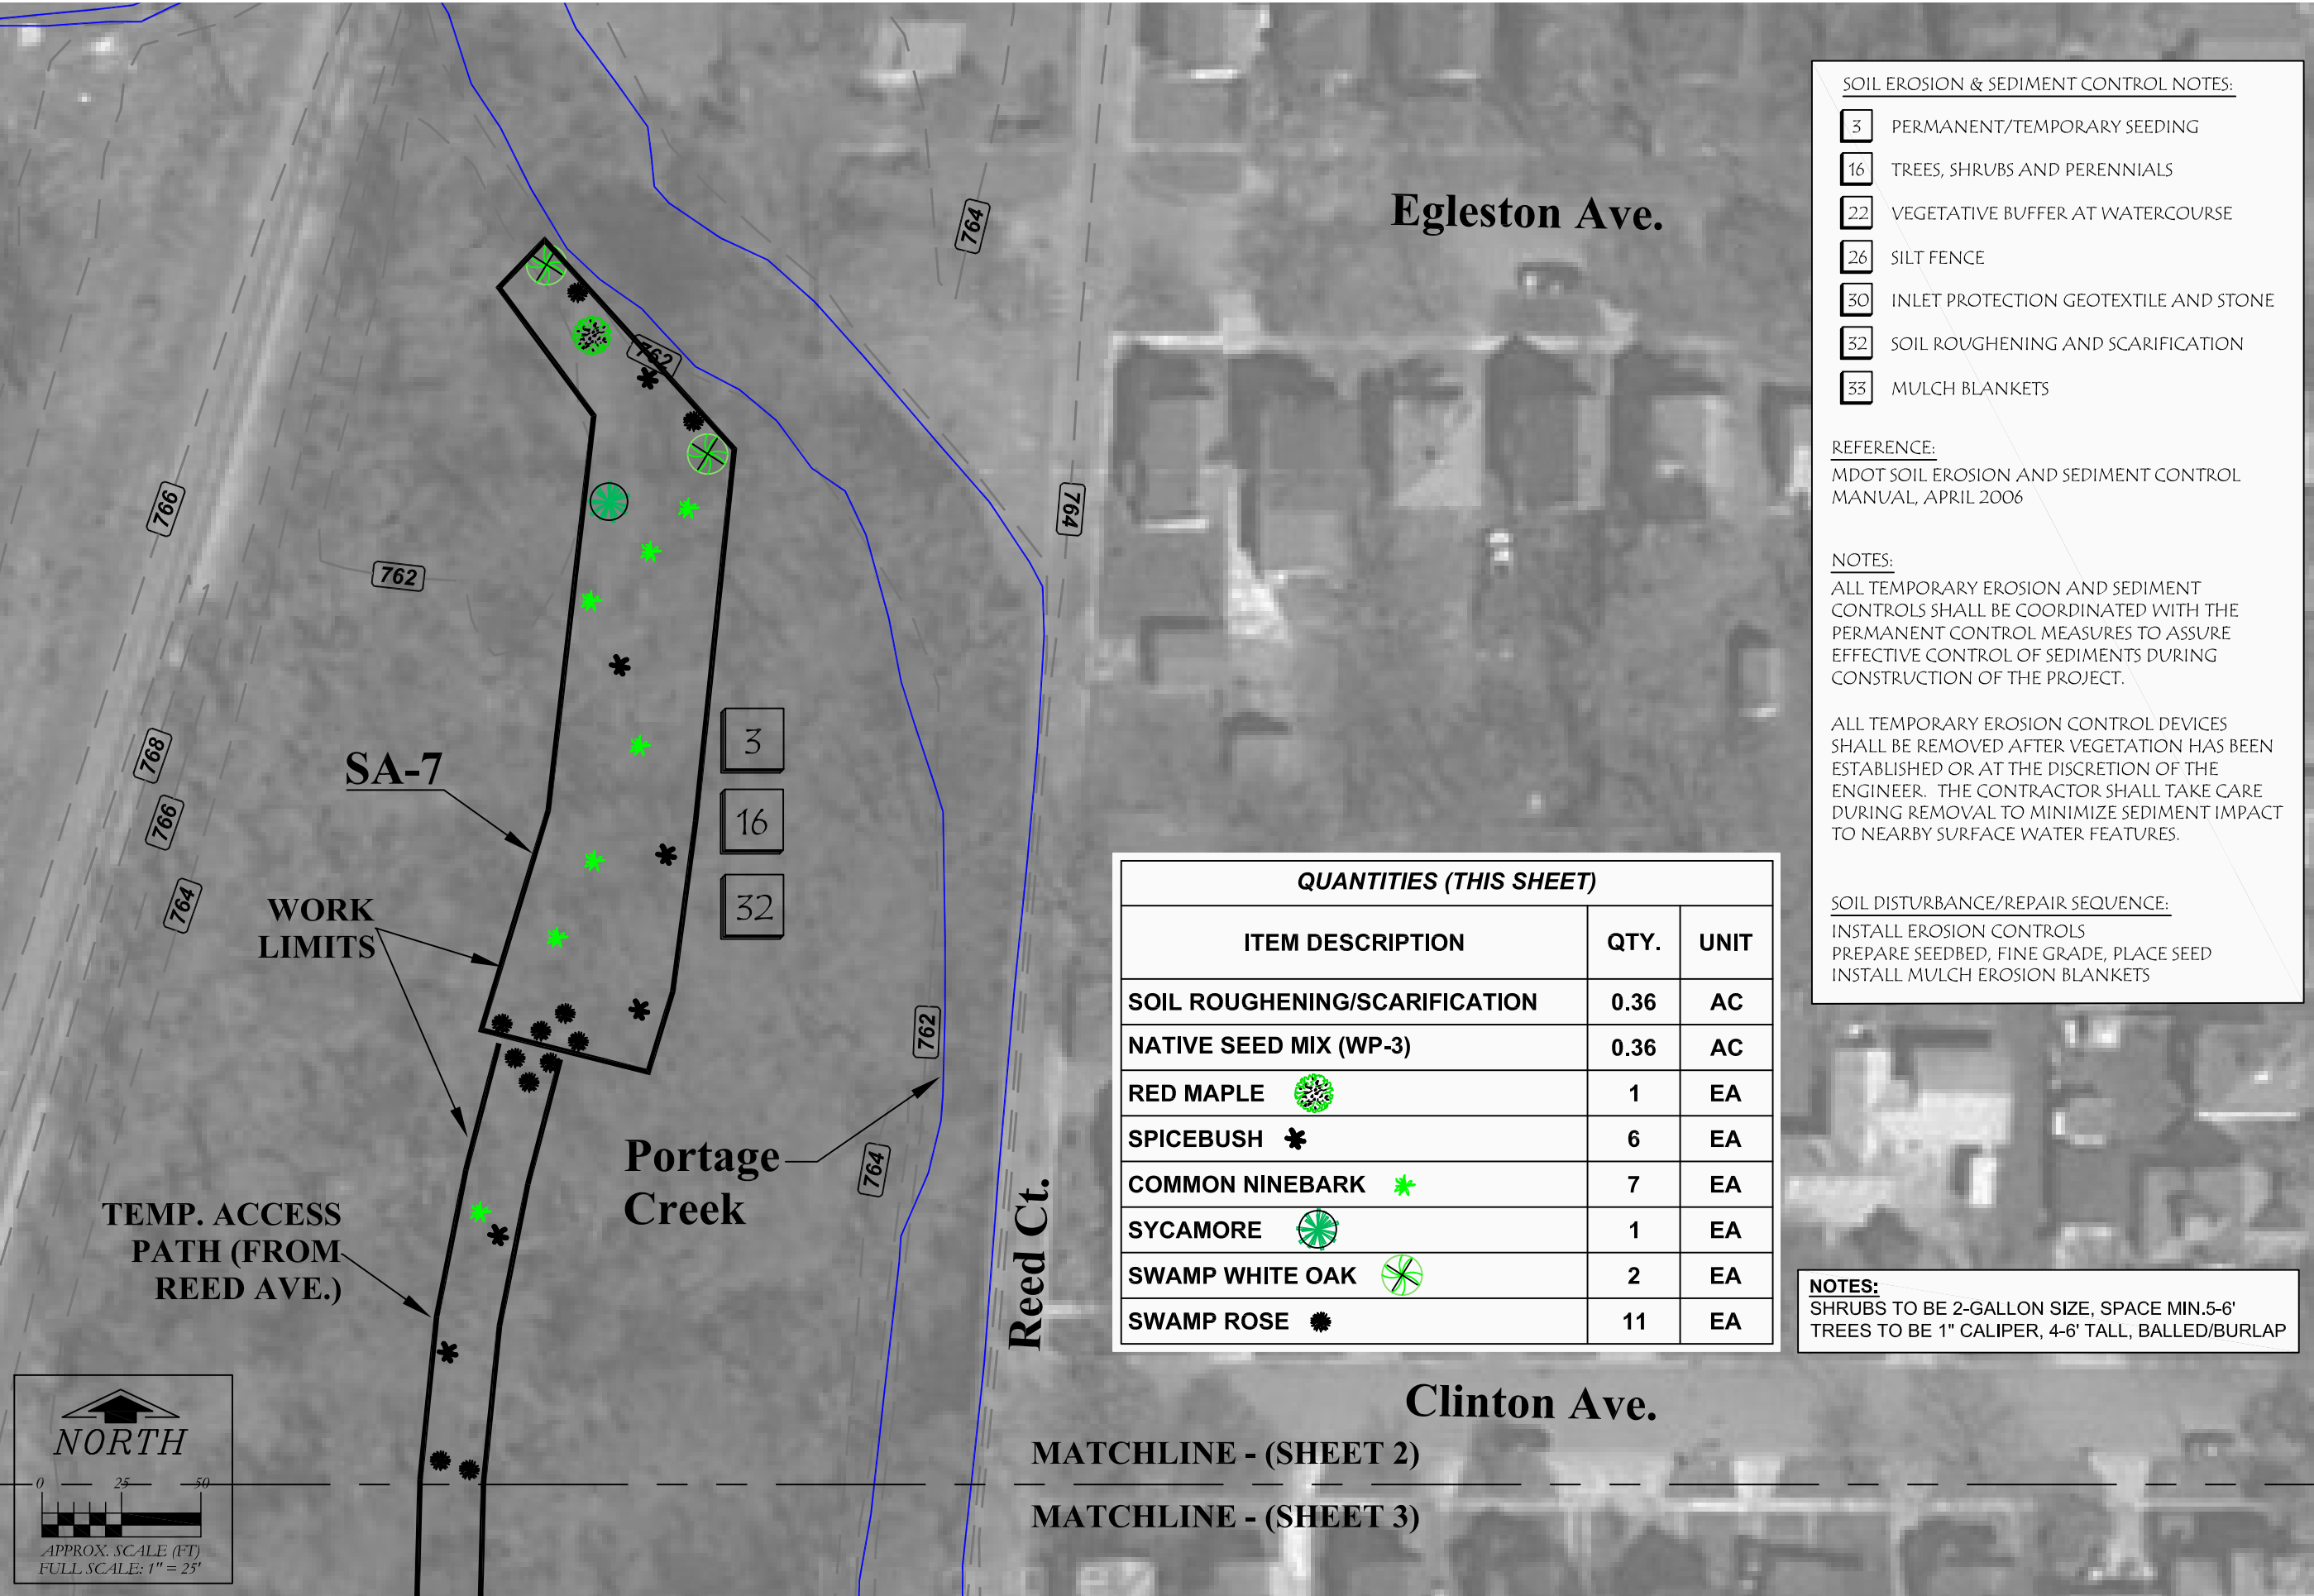 SOIL EROSION & SEDIMENT CONTROL NOTES:
3 PERMANENT/TEMPORARY SEEDING
16 TREES, SHRUBS AND PERENNIALS
22 VEGETATIVE BUFFER AT WATERCOURSE
26 SILT FENCE
30 INLET PROTECTION GEOTEXTILE AND STONE
32 SOIL ROUGHENING AND SCARIFICATION
33 MULCH BLANKETS
REFERENCE:
MDOT SOIL EROSION AND SEDIMENT CONTROL
MANUAL, APRIL 2006
NOTES:
ALL TEMPORARY EROSION AND SEDIMENT
CONTROLS SHALL BE COORDINATED WITH THE
PERMANENT CONTROL MEASURES TO ASSURE
EFFECTIVE CONTROL OF SEDIMENTS DURING
CONSTRUCTION OF THE PROJECT.
ALL TEMPORARY EROSION CONTROL DEVICES
SHALL BE REMOVED AFTER VEGETATION HAS BEEN
ESTABLISHED OR AT THE DISCRETION OF THE
ENGINEER. THE CONTRACTOR SHALL TAKE CARE
DURING REMOVAL TO MINIMIZE SEDIMENT IMPACT
TO NEARBY SURFACE WATER FEATURES.
SOIL DISTURBANCE/REPAIR SEQUENCE:
INSTALL EROSION CONTROLS
PREPARE SEEDBED, FINE GRADE, PLACE SEED
INSTALL MULCH EROSION BLANKETS
Egleston Ave.
764
762
766
764
762
768
766
764
SA-7
3
16
32
WORK
LIMITS
762
764
Portage
Creek
TEMP. ACCESS
PATH (FROM
REED AVE.)
Reed Ct.
QUANTITIES (THIS SHEET)
ITEM DESCRIPTION QTY. UNIT
SOIL ROUGHENING/SCARIFICATION 0.36 AC
NATIVE SEED MIX (WP-3) 0.36 AC
RED MAPLE 1 EA
SPICEBUSH 6 EA
COMMON NINEBARK 7 EA
SYCAMORE 1 EA
SWAMP WHITE OAK 2 EA
SWAMP ROSE 11 EA
NOTES:
SHRUBS TO BE 2-GALLON SIZE, SPACE MIN.5-6'
TREES TO BE 1" CALIPER, 4-6' TALL, BALLED/BURLAP
Clinton Ave.
MATCHLINE - (SHEET 2)
MATCHLINE - (SHEET 3)
NORTH
0 25 50
APPROX. SCALE (FT)
FULL SCALE: 1" = 25'